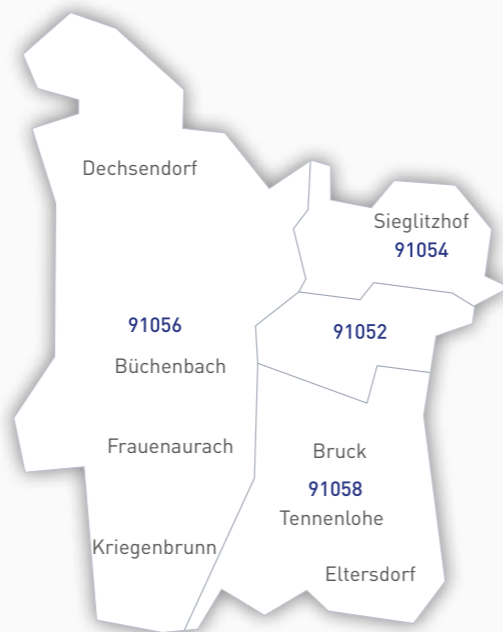 Dechsendorf
Sieglitzhof
91054
91056
91052
Büchenbach
Frauenaurach
Bruck
91058
Tennenlohe
Kriegenbrunn
Eltersdorf